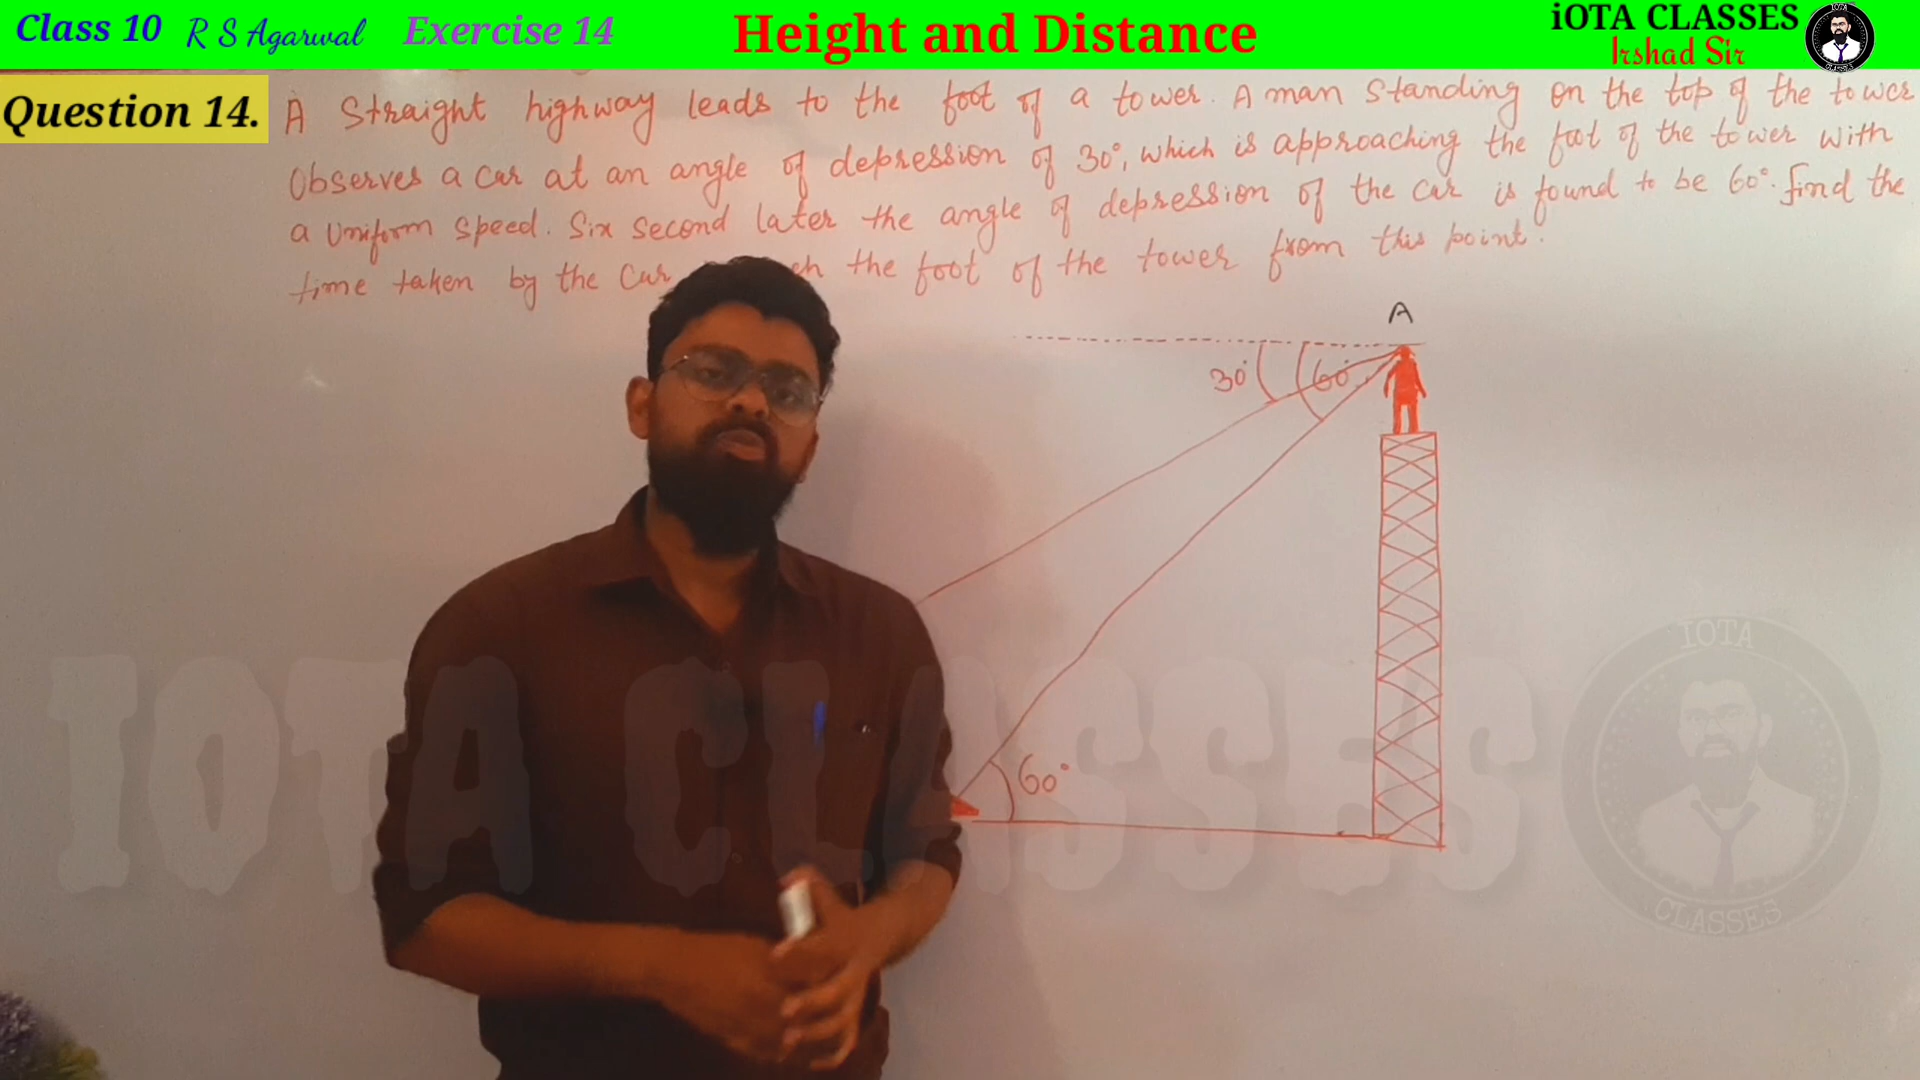 Class 10 R S Agarwal Exercise 14 Height and Distance iOTA CLASSES
Irshad Sir
Question 14. A Straight highway leads to the foot of a tower. A man Standing on the top of the tower
Observes a car at an angle of depression of 30°, which is approaching the foot of the tower with
a Uniform Speed. Six Second later the angle of depression of the car is found to be 60°. find the
time taken by the Car the foot of the tower from this point.
A
30°
60°
60°
IOTA CLASSES
IOTA
CLASSES